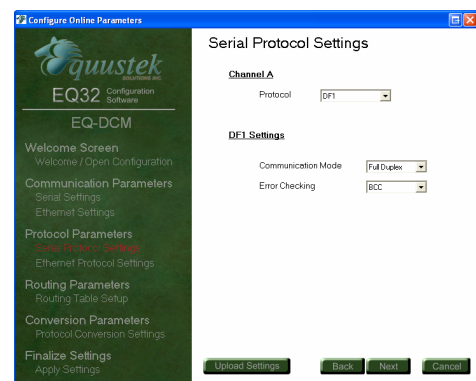 Configure Online Parameters
Equustek
SOLUTIONS INC.
EQ32 Configuration Software
EQ-DCM
Welcome Screen
Welcome / Open Configuration
Communication Parameters
Serial Settings
Ethernet Settings
Protocol Parameters
Serial Protocol Settings
Ethernet Protocol Settings
Routing Parameters
Routing Table Setup
Conversion Parameters
Protocol Conversion Settings
Finalize Settings
Apply Settings
Serial Protocol Settings
Channel A
Protocol DF1
DF1 Settings
Communication Mode Full Duplex
Error Checking BCC
Upload Settings Back Next Cancel